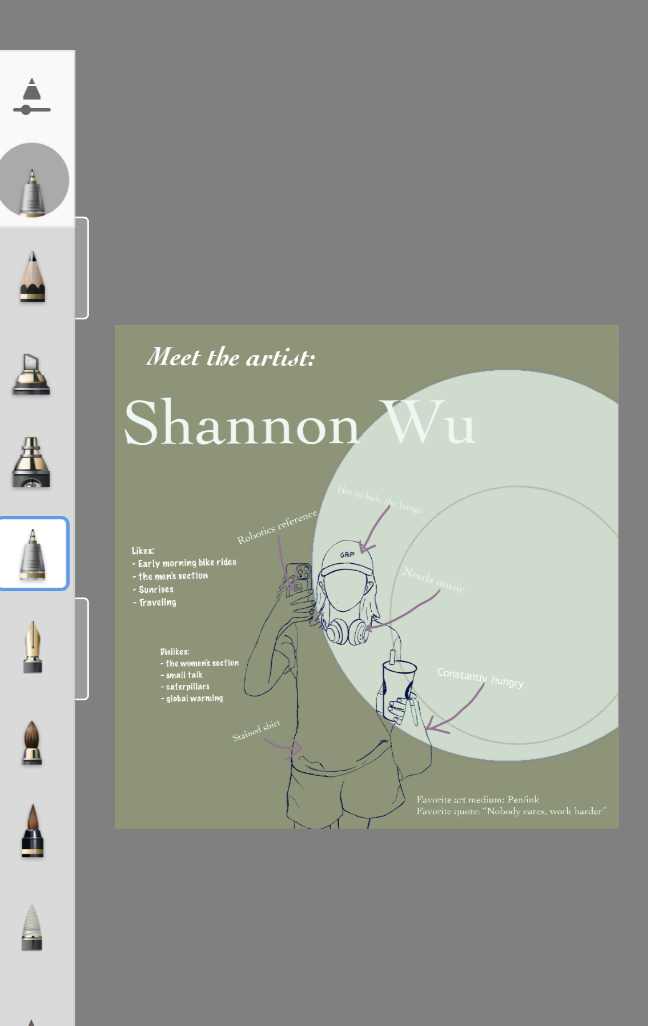 Meet the artist:
Shannon Wu
Hat to hide the bangs
Robotics reference
GAP
Likes:
- Early morning bike rides
- the men's section
- Sunrises
- Traveling
Needs music
Dislikes:
- the women's section
- small talk
- caterpillars
- global warming
Constantly hungry
Stained shirt
Favorite art medium: Pen/ink
Favorite quote: "Nobody cares, work harder"